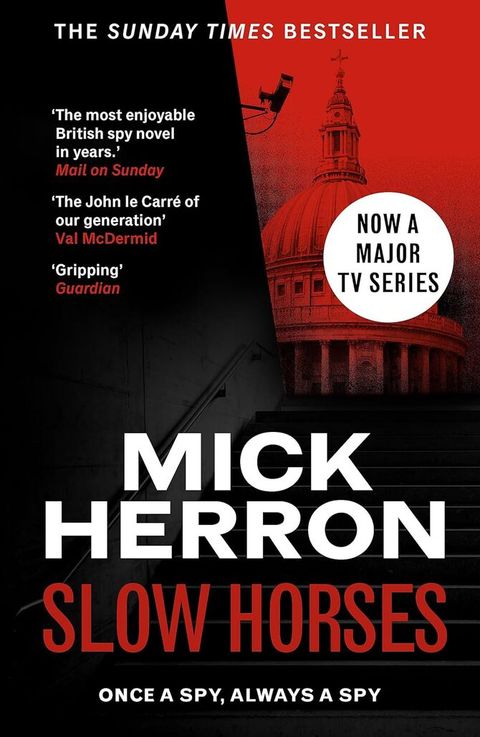 THE SUNDAY TIMES BESTSELLER
‘The most enjoyable
British spy novel
in years.’
Mail on Sunday
‘The John le Carré of
our generation’
Val McDermid
‘Gripping’
Guardian
NOW A
MAJOR
TV SERIES
MICK
HERRON
SLOW HORSES
ONCE A SPY, ALWAYS A SPY